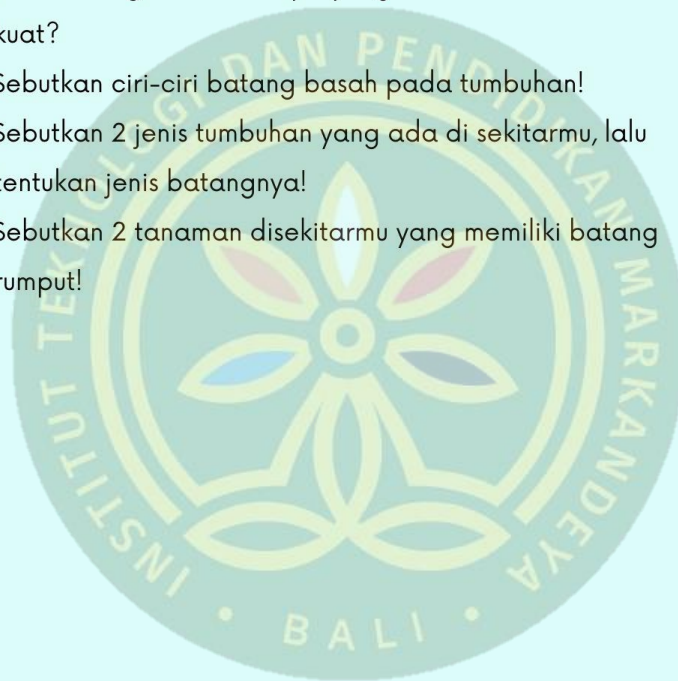 kuat?
Sebutkan ciri-ciri batang basah pada tumbuhan!
Sebutkan 2 jenis tumbuhan yang ada di sekitarmu, lalu
tentukan jenis batangnya!
Sebutkan 2 tanaman disekitarmu yang memiliki batang
rumput!
INSTITUT TEKNOLOGI DAN PENDIDIKAN MARKANDEYA
• BALI •